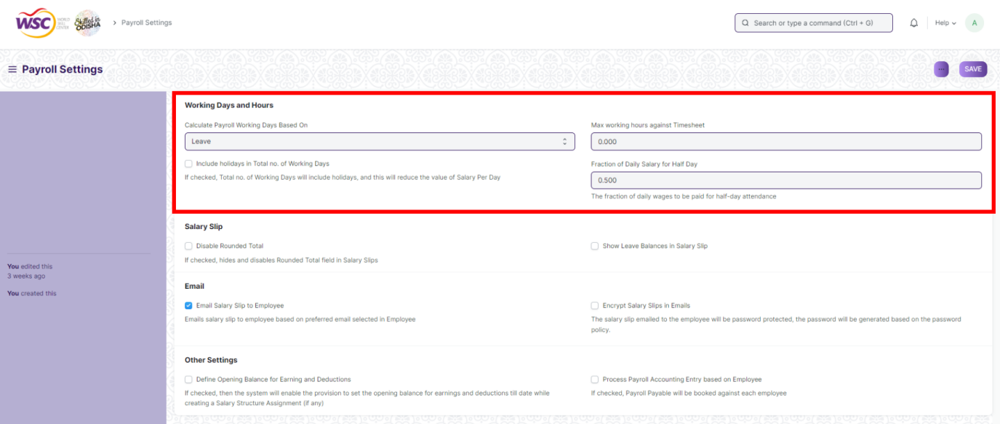 WSC WORLD SKILL CENTER Skilled in ODISHA > Payroll Settings
Search or type a command (Ctrl + G)
Help
A
Payroll Settings
...
SAVE
Working Days and Hours
Calculate Payroll Working Days Based On
Leave
Include holidays in Total no. of Working Days
If checked, Total no. of Working Days will include holidays, and this will reduce the value of Salary Per Day
Max working hours against Timesheet
0.000
Fraction of Daily Salary for Half Day
0.500
The fraction of daily wages to be paid for half-day attendance
Salary Slip
Disable Rounded Total
If checked, hides and disables Rounded Total field in Salary Slips
Show Leave Balances in Salary Slip
You edited this
3 weeks ago
You created this
Email
Email Salary Slip to Employee
Emails salary slip to employee based on preferred email selected in Employee
Encrypt Salary Slips in Emails
The salary slip emailed to the employee will be password protected, the password will be generated based on the password
policy.
Other Settings
Define Opening Balance for Earning and Deductions
If checked, then the system will enable the provision to set the opening balance for earnings and deductions till date while
creating a Salary Structure Assignment (if any)
Process Payroll Accounting Entry based on Employee
If checked, Payroll Payable will be booked against each employee